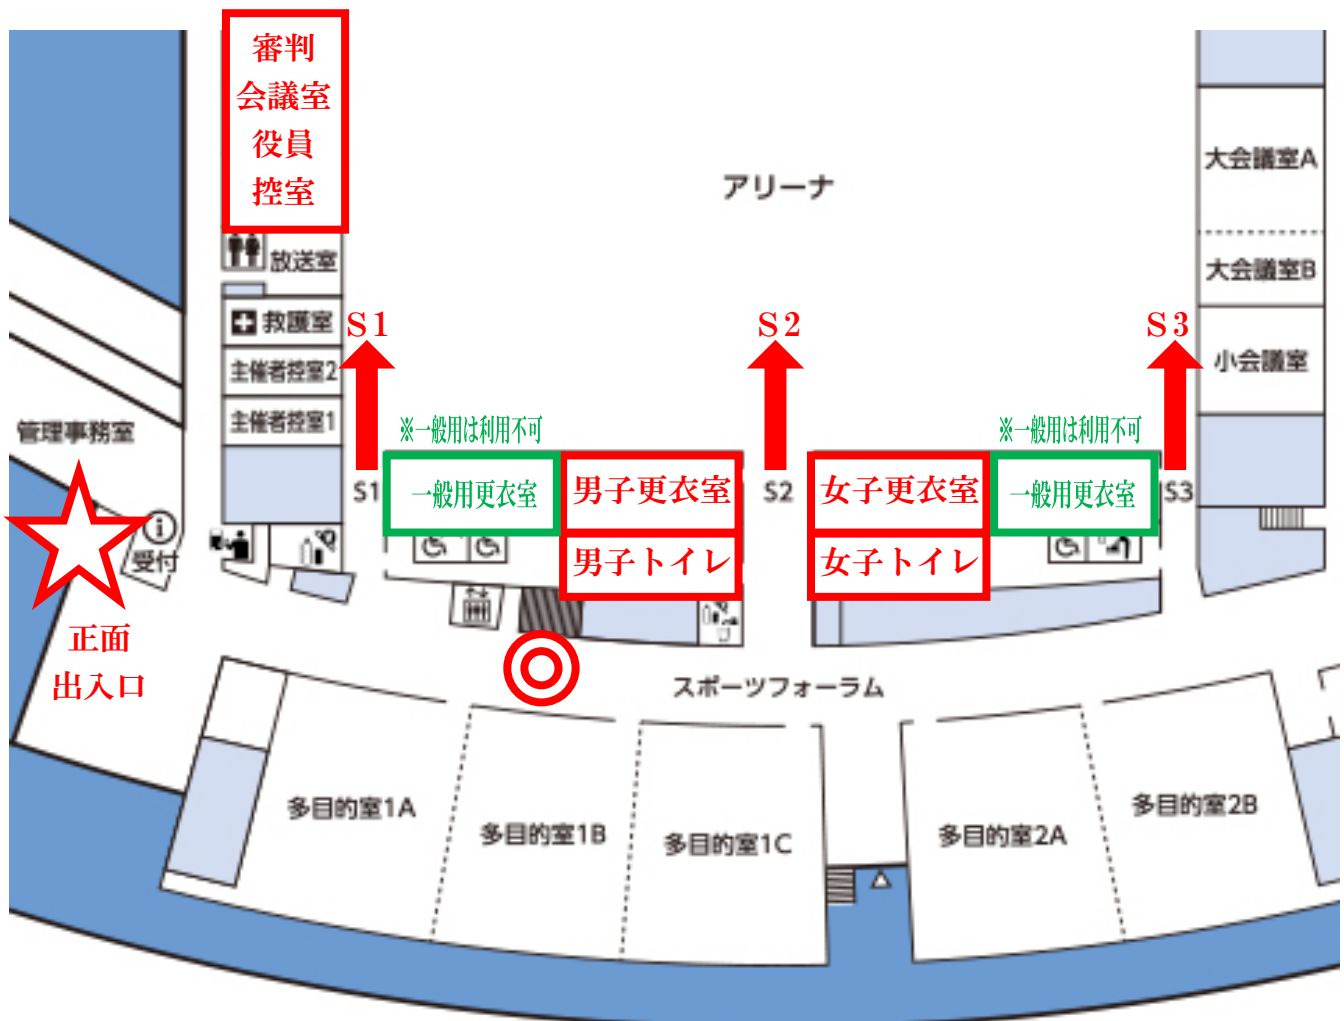 審判
会議室
役員
控室
アリーナ
大会議室A
放送室
大会議室B
救護室
S1
S2
S3
主催者控室2
小会議室
主催者控室1
管理事務室
※一般用は利用不可
※一般用は利用不可
S1
一般用更衣室
男子更衣室
S2
女子更衣室
一般用更衣室
S3
i
受付
男子トイレ
女子トイレ
正面
出入口
スポーツフォーラム
多目的室1A
多目的室1B
多目的室1C
多目的室2A
多目的室2B